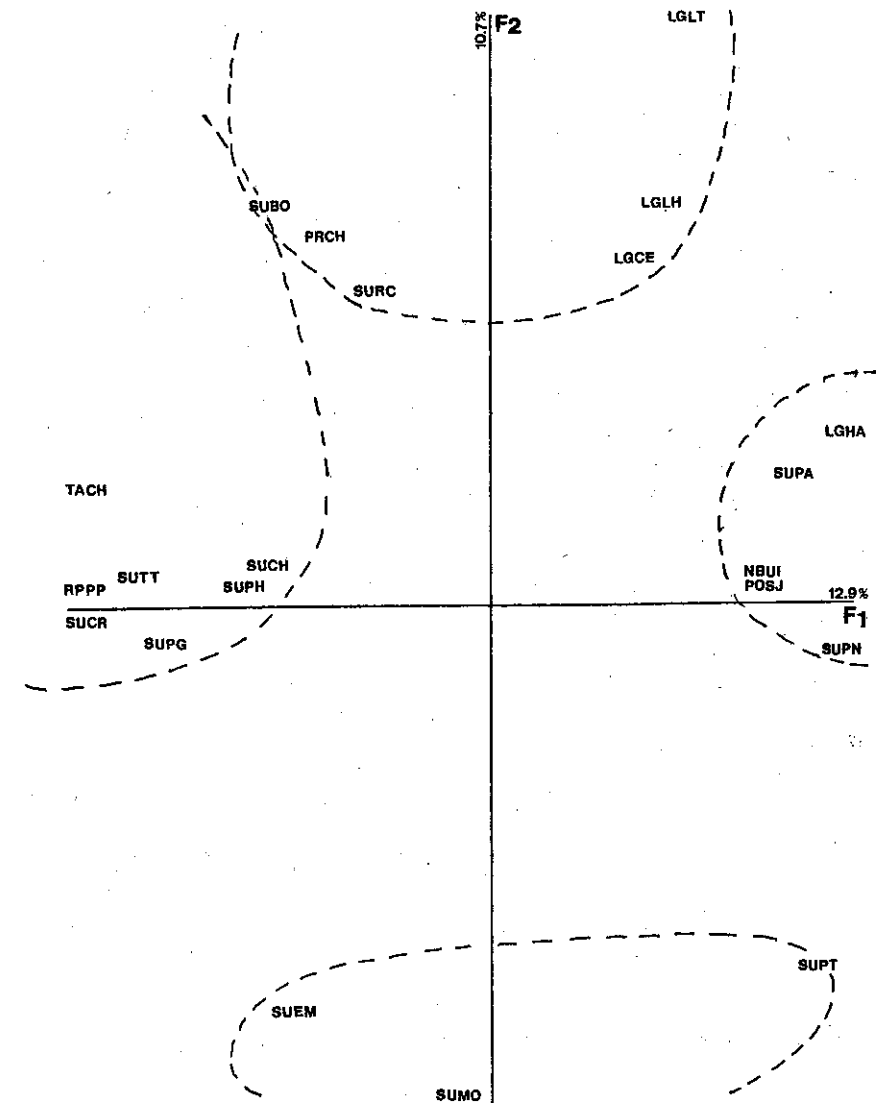 LGLT
10.7%
F2
SUBO
LGLH
PRCH
LGCE
SURC
LGHA
SUPA
TACH
SUCH
NBUI
SUTT
SUPH
POSJ
RPPP
12.9%
F1
SUCR
SUPG
SUPN
SUPT
SUEM
SUMO